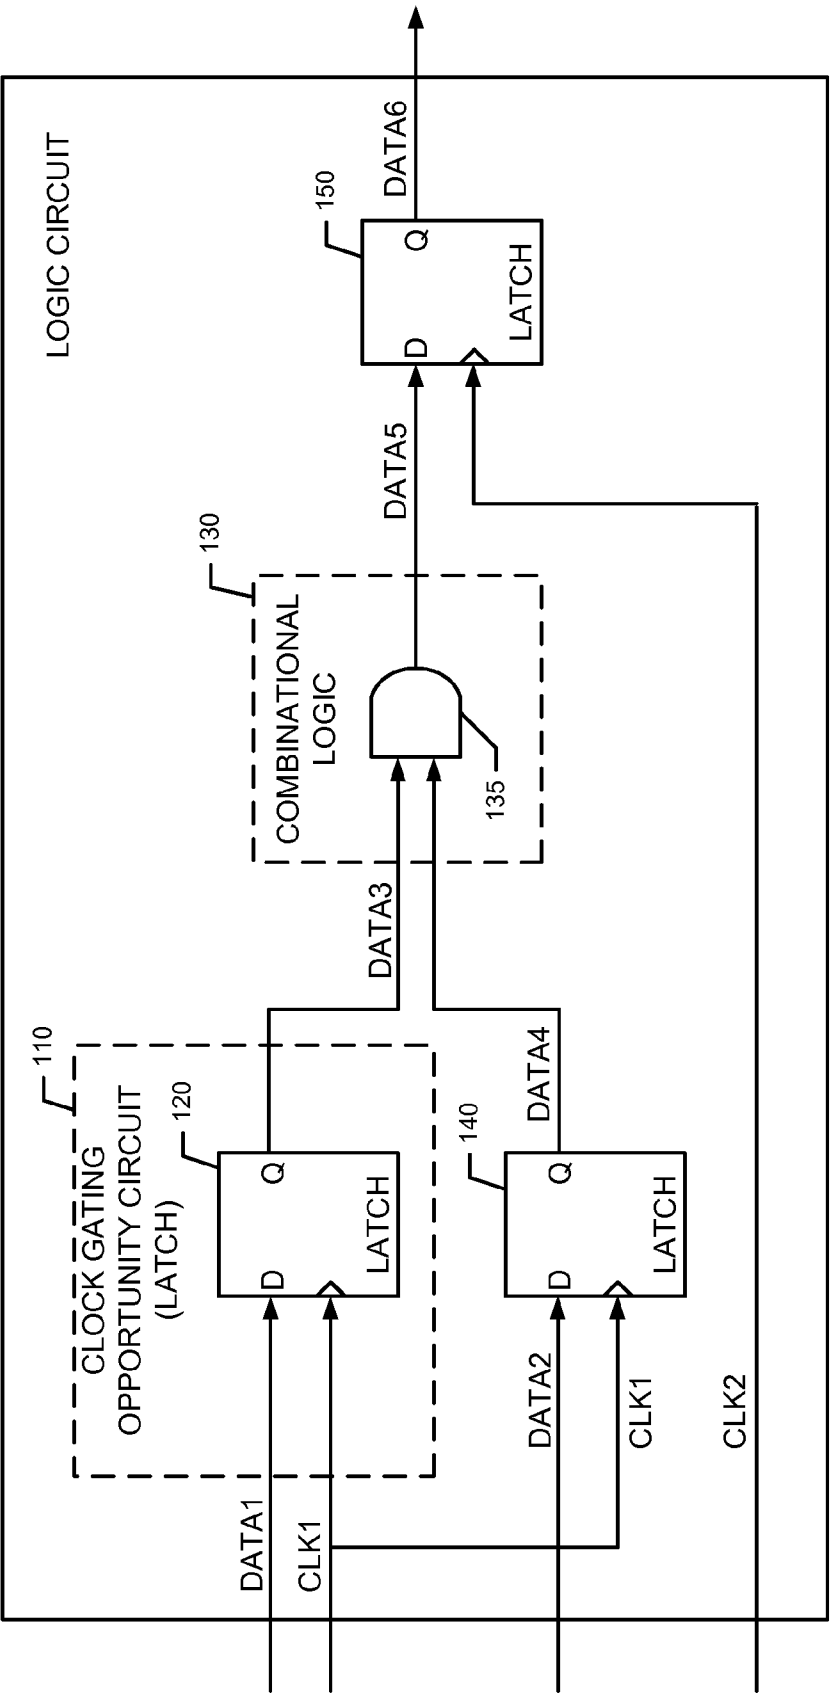 LOGIC CIRCUIT
CLOCK GATING
OPPORTUNITY CIRCUIT
(LATCH)
110
120
D
Q
LATCH
DATA1
CLK1
DATA3
COMBINATIONAL
LOGIC
130
135
DATA5
150
D
Q
LATCH
DATA6
140
D
Q
LATCH
DATA2
CLK1
DATA4
CLK2